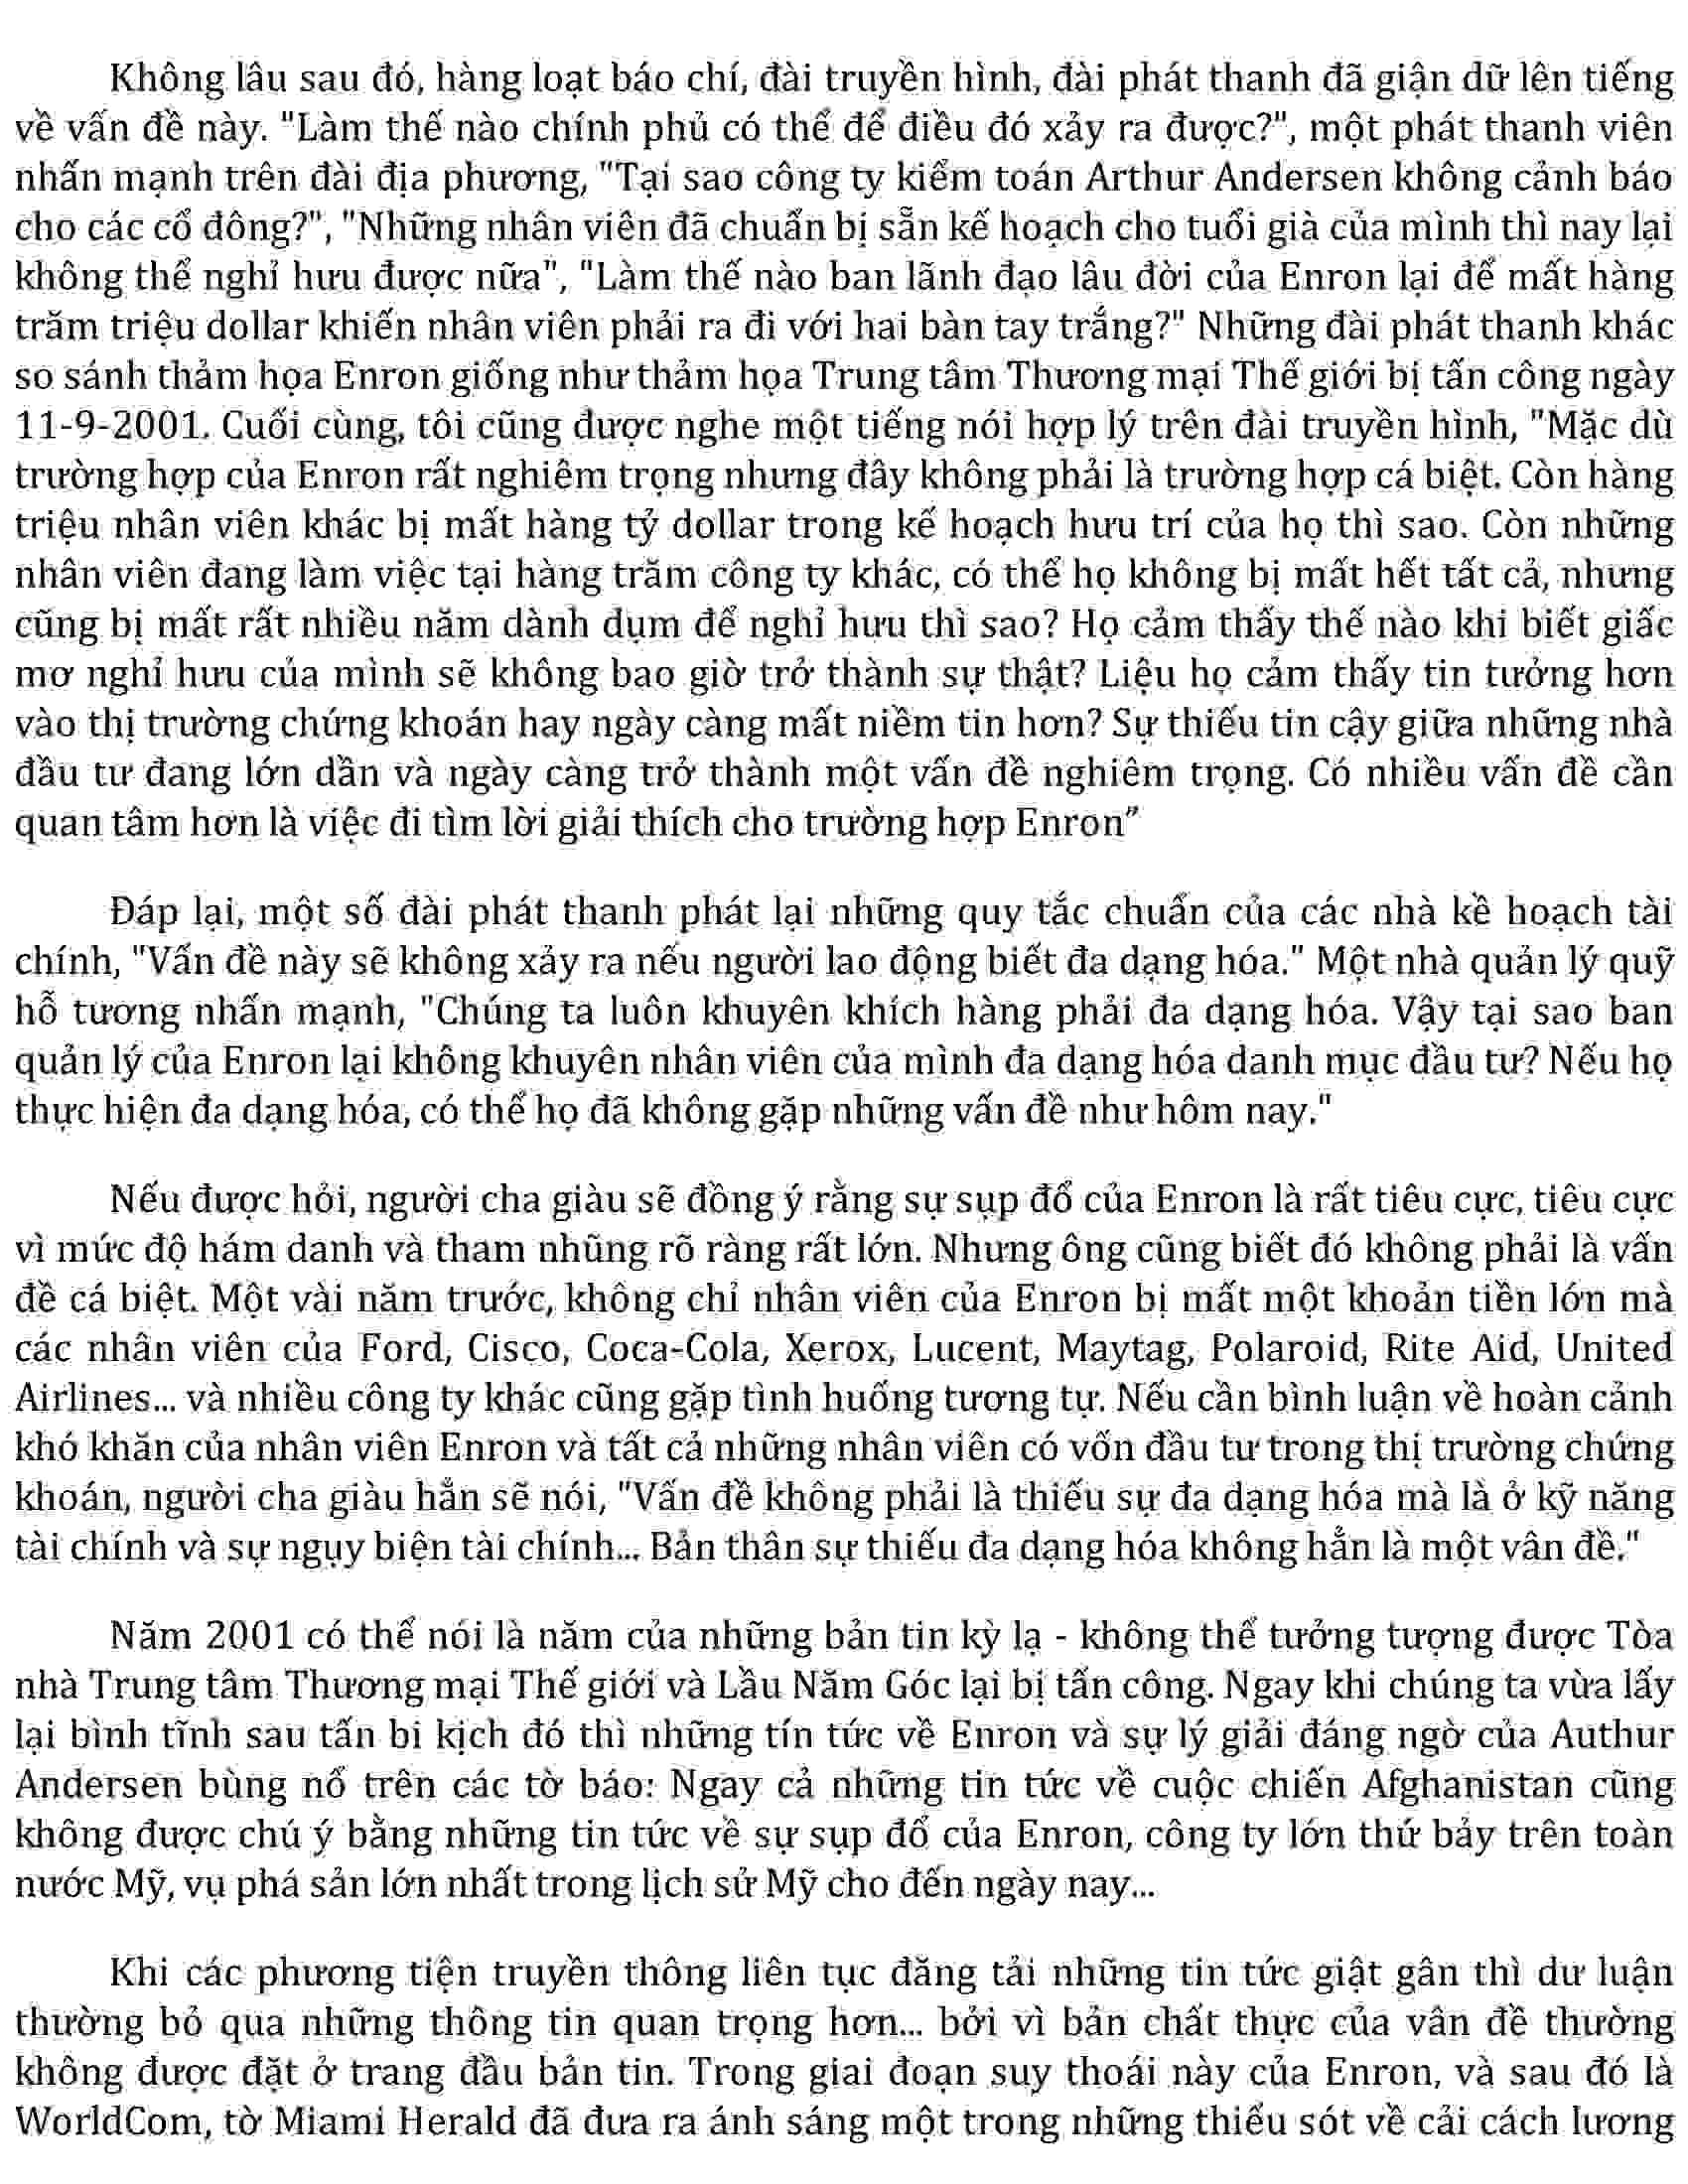 Không lâu sau đó, hàng loạt báo chí, đài truyền hình, đài phát thanh đã giận dữ lên tiếng
về vấn đề này. "Làm thế nào chính phủ có thể để điều đó xảy ra được?", một phát thanh viên
nhấn mạnh trên đài địa phương, "Tại sao công ty kiểm toán Arthur Andersen không cảnh báo
cho các cổ đông?", "Những nhân viên đã chuẩn bị sẵn kế hoạch cho tuổi già của mình thì nay lại
không thể nghỉ hưu được nữa", "Làm thế nào ban lãnh đạo lâu đời của Enron lại để mất hàng
trăm triệu dollar khiến nhân viên phải ra đi với hai bàn tay trắng?" Những đài phát thanh khác
so sánh thảm họa Enron giống như thảm họa Trung tâm Thương mại Thế giới bị tấn công ngày
11-9-2001. Cuối cùng, tôi cũng được nghe một tiếng nói hợp lý trên đài truyền hình, "Mặc dù
trường hợp của Enron rất nghiêm trọng nhưng đây không phải là trường hợp cá biệt. Còn hàng
triệu nhân viên khác bị mất hàng tỷ dollar trong kế hoạch hưu trí của họ thì sao. Còn những
nhân viên đang làm việc tại hàng trăm công ty khác, có thể họ không bị mất hết tất cả, nhưng
cũng bị mất rất nhiều năm dành dụm để nghỉ hưu thì sao? Họ cảm thấy thế nào khi biết giấc
mơ nghỉ hưu của mình sẽ không bao giờ trở thành sự thật? Liệu họ cảm thấy tin tưởng hơn
vào thị trường chứng khoán hay ngày càng mất niềm tin hơn? Sự thiếu tin cậy giữa những nhà
đầu tư đang lớn dần và ngày càng trở thành một vấn đề nghiêm trọng. Có nhiều vấn đề cần
quan tâm hơn là việc đi tìm lời giải thích cho trường hợp Enron”
Đáp lại, một số đài phát thanh phát lại những quy tắc chuẩn của các nhà kề hoạch tài
chính, "Vấn đề này sẽ không xảy ra nếu người lao động biết đa dạng hóa." Một nhà quản lý quỹ
hỗ tương nhấn mạnh, "Chúng ta luôn khuyên khích hàng phải đa dạng hóa. Vậy tại sao ban
quản lý của Enron lại không khuyên nhân viên của mình đa dạng hóa danh mục đầu tư? Nếu họ
thực hiện đa dạng hóa, có thể họ đã không gặp những vấn đề như hôm nay."
Nếu được hỏi, người cha giàu sẽ đồng ý rằng sự sụp đổ của Enron là rất tiêu cực, tiêu cực
vì mức độ hám danh và tham nhũng rõ ràng rất lớn. Nhưng ông cũng biết đó không phải là vấn
đề cá biệt. Một vài năm trước, không chỉ nhân viên của Enron bị mất một khoản tiền lớn mà
các nhân viên của Ford, Cisco, Coca-Cola, Xerox, Lucent, Maytag, Polaroid, Rite Aid, United
Airlines... và nhiều công ty khác cũng gặp tình huống tương tự. Nếu cần bình luận về hoàn cảnh
khó khăn của nhân viên Enron và tất cả những nhân viên có vốn đầu tư trong thị trường chứng
khoán, người cha giàu hẳn sẽ nói, "Vấn đề không phải là thiếu sự đa dạng hóa mà là ở kỹ năng
tài chính và sự ngụy biện tài chính... Bản thân sự thiếu đa dạng hóa không hẳn là một vân đề."
Năm 2001 có thể nói là năm của những bản tin kỳ lạ - không thể tưởng tượng được Tòa
nhà Trung tâm Thương mại Thế giới và Lầu Năm Góc lại bị tấn công. Ngay khi chúng ta vừa lấy
lại bình tĩnh sau tấn bi kịch đó thì những tín tức về Enron và sự lý giải đáng ngờ của Authur
Andersen bùng nổ trên các tờ báo: Ngay cả những tin tức về cuộc chiến Afghanistan cũng
không được chú ý bằng những tin tức về sự sụp đổ của Enron, công ty lớn thứ bảy trên toàn
nước Mỹ, vụ phá sản lớn nhất trong lịch sử Mỹ cho đến ngày nay...
Khi các phương tiện truyền thông liên tục đăng tải những tin tức giật gân thì dư luận
thường bỏ qua những thông tin quan trọng hơn... bởi vì bản chất thực của vân đề thường
không được đặt ở trang đầu bản tin. Trong giai đoạn suy thoái này của Enron, và sau đó là
WorldCom, tờ Miami Herald đã đưa ra ánh sáng một trong những thiếu sót về cải cách lương